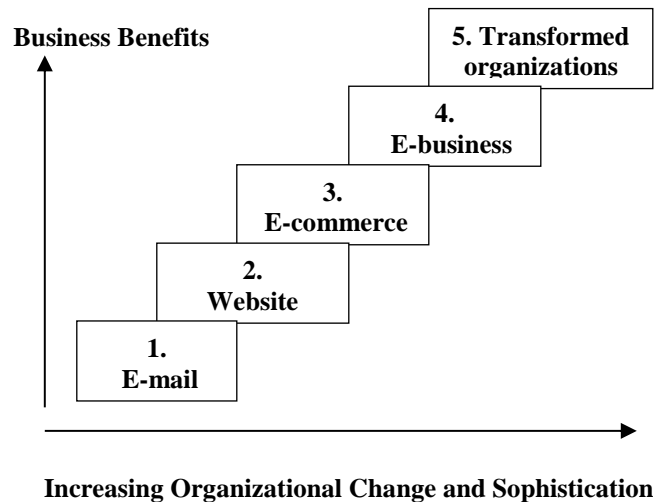 Business Benefits
5. Transformed
organizations
4.
E-business
3.
E-commerce
2.
Website
1.
E-mail
Increasing Organizational Change and Sophistication